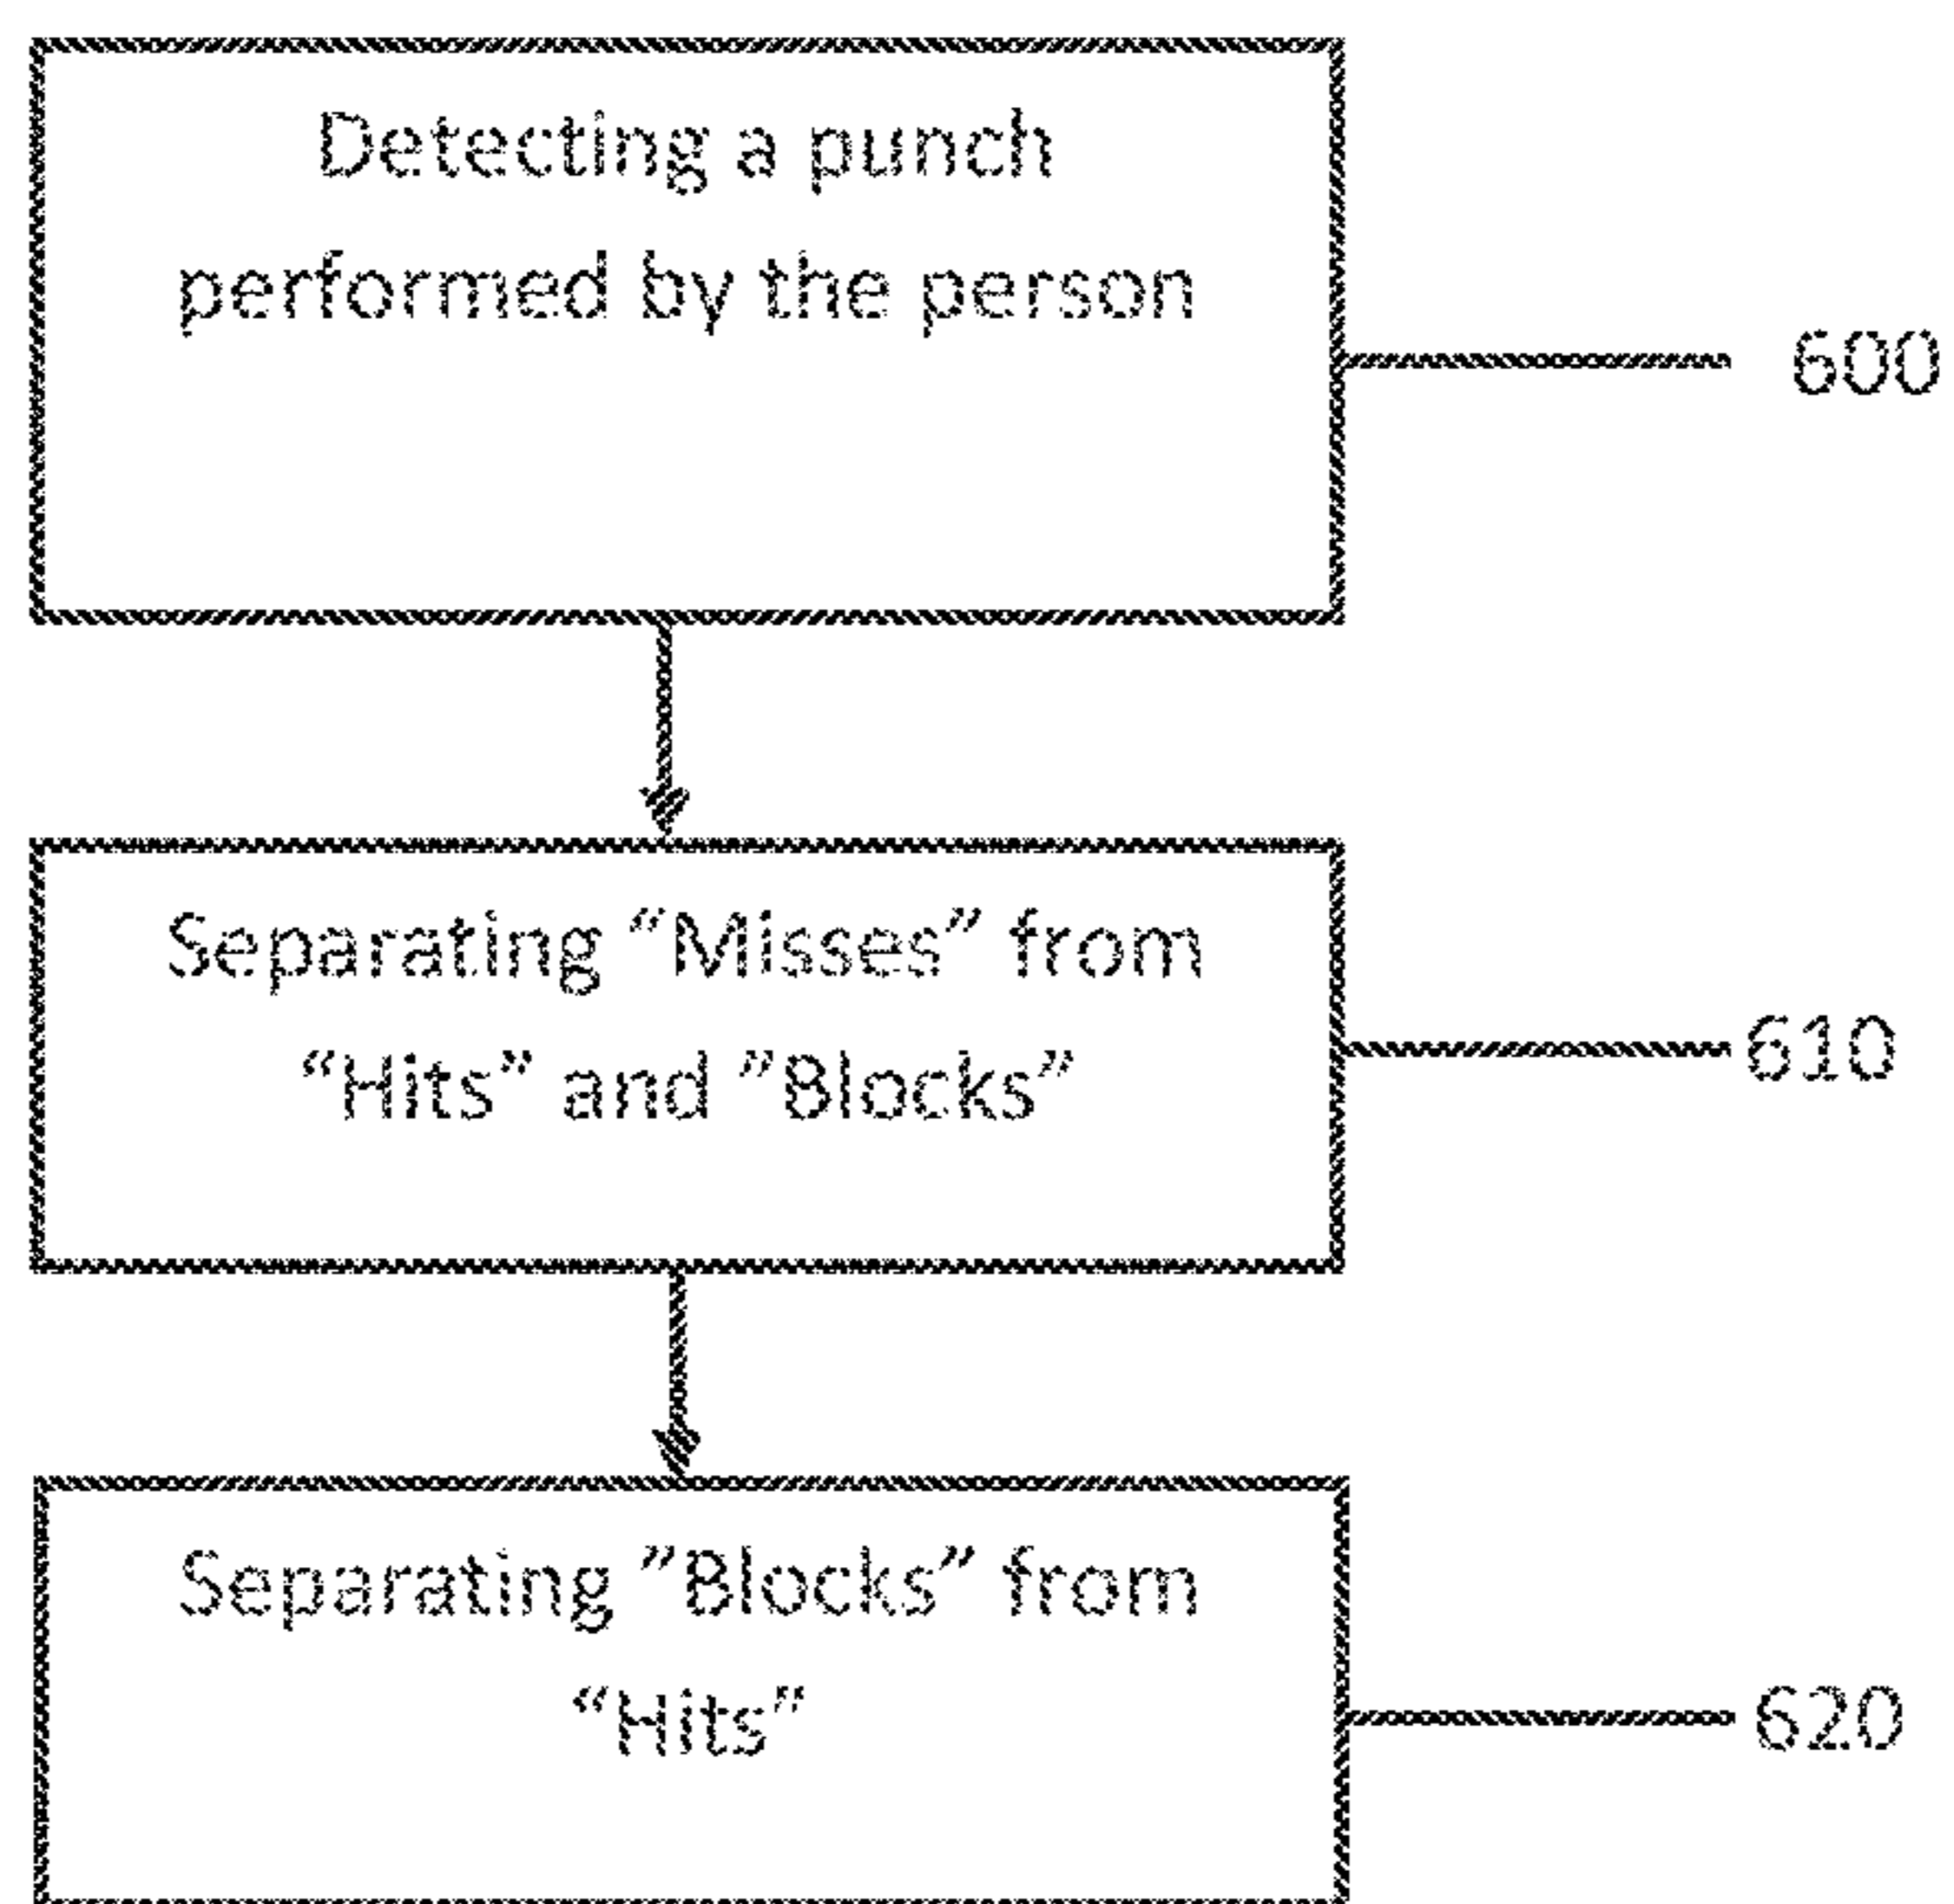 Detecting a punch
performed by the person
600
Separating “Misses” from
“Hits” and ”Blocks”
610
Separating ”Blocks” from
“Hits”
620